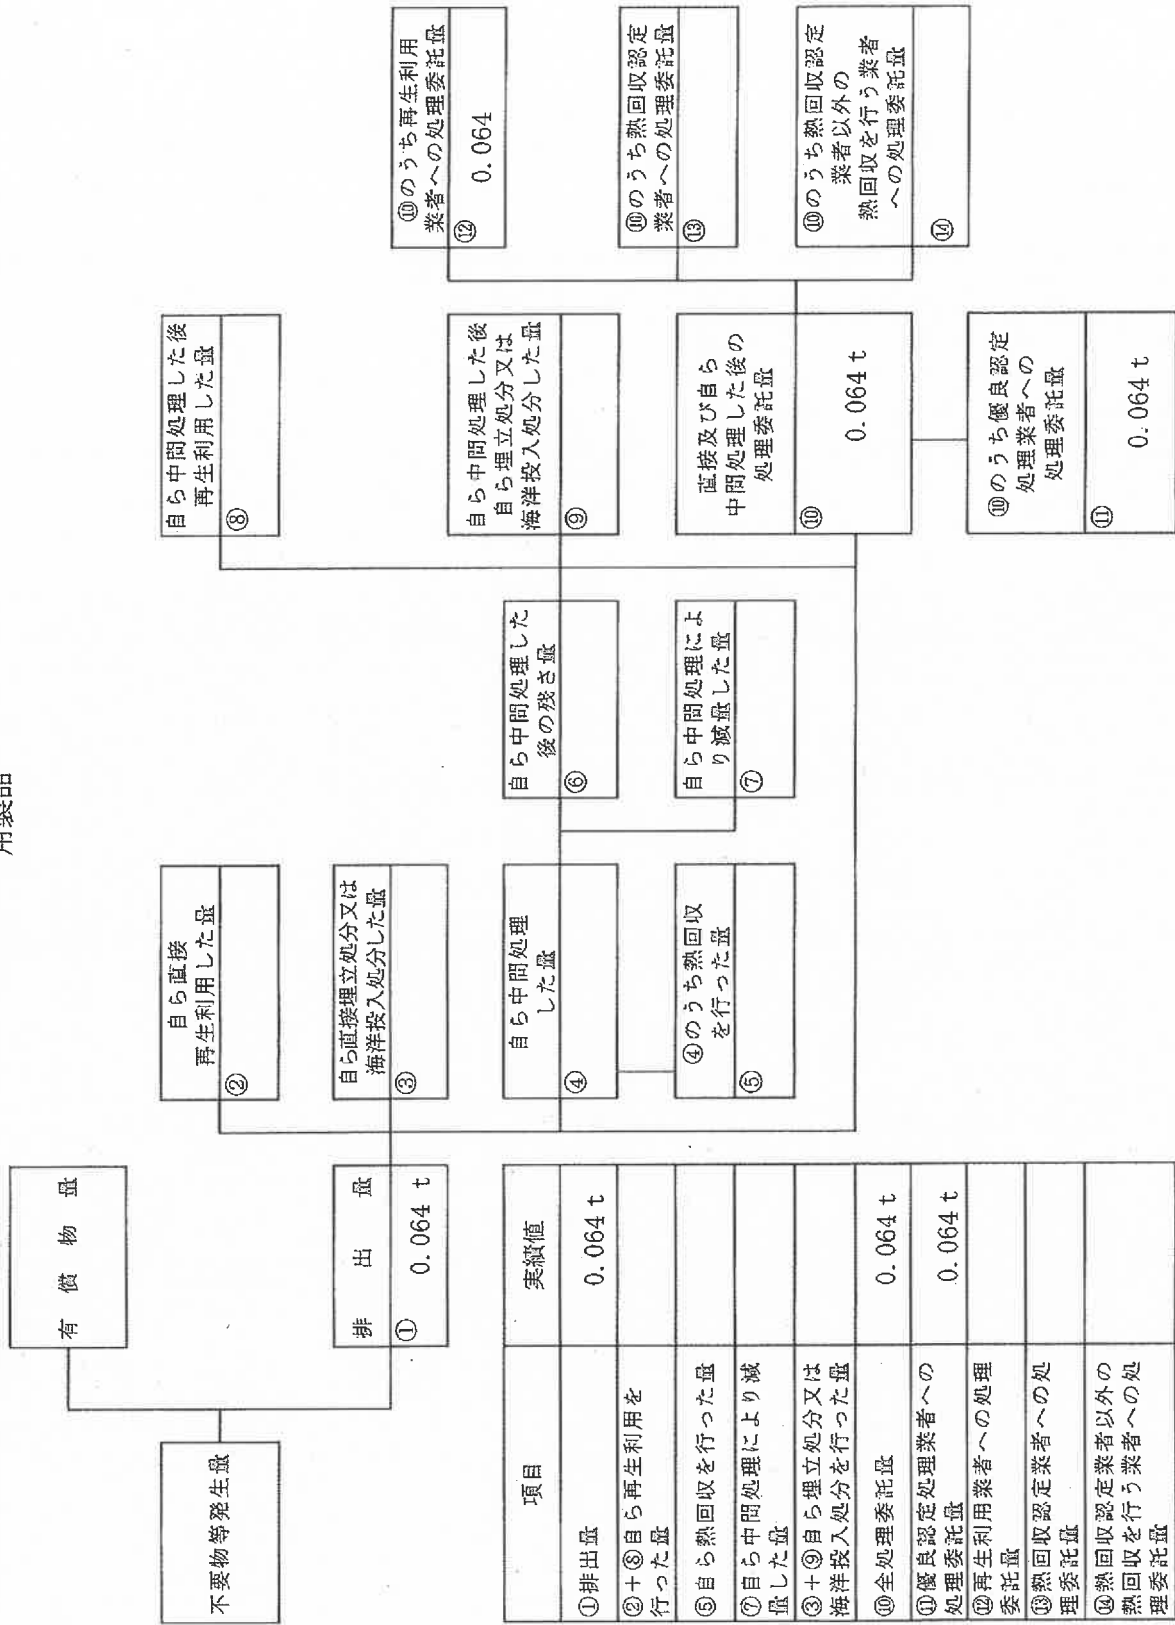 用製品
不要物等発生量
有償物量
排出量
① 0.064 t
自ら直接
再生利用した量
②
自ら直接埋立処分又は
海洋投入処分した量
③
自ら中間処理
した量
④
④のうち熱回収
を行った量
⑤
自ら中間処理した
後の残さ量
⑥
自ら中間処理によ
り減量した量
⑦
自ら中間処理した後
再生利用した量
⑧
自ら中間処理した後
自ら埋立処分又は
海洋投入処分した量
⑨
直接及び自ら
中間処理した後の
処理委託量
⑩ 0.064 t
⑩のうち優良認定
処理業者への
処理委託量
⑪ 0.064 t
⑩のうち再生利用
業者への処理委託量
⑫ 0.064
⑩のうち熱回収認定
業者への処理委託量
⑬
⑩のうち熱回収認定
業者以外の
熱回収を行う業者
への処理委託量
⑭
項目 実績値
①排出量 0.064 t
②+⑧自ら再生利用を
行った量
⑤自ら熱回収を行った量
⑦自ら中間処理により減
量した量
③+⑨自ら埋立処分又は
海洋投入処分を行った量
⑩全処理委託量 0.064 t
⑪優良認定処理業者への
処理委託量 0.064 t
⑫再生利用業者への処理
委託量
⑬熱回収認定業者への処
理委託量
⑭熱回収認定業者以外の
熱回収を行う業者への処
理委託量